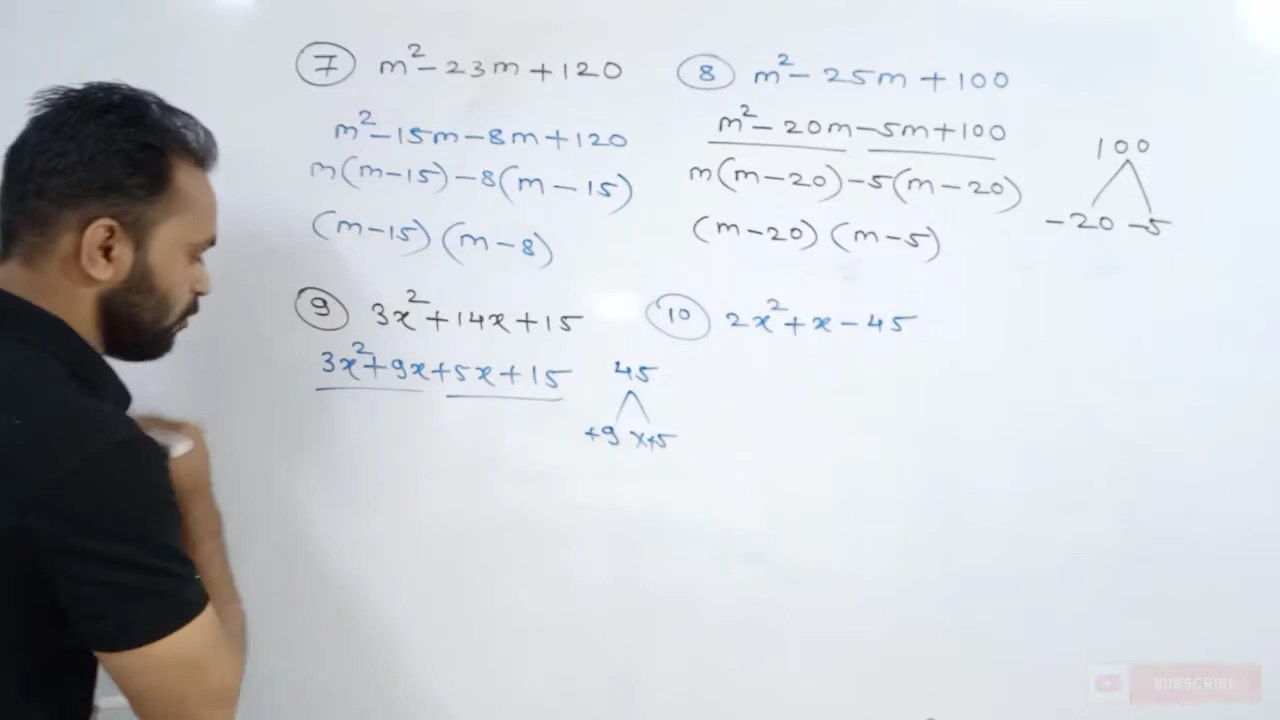 7 m² - 23m + 120
m² - 15m - 8m + 120
m(m - 15) - 8(m - 15)
(m - 15) (m - 8)
8 m² - 25m + 100
m² - 20m - 5m + 100
m(m - 20) - 5(m - 20)
(m - 20) (m - 5)
100
-20 -5
9 3x² + 14x + 15
3x² + 9x + 5x + 15
45
+9 x +5
10 2x² + x - 45
SUBSCRIBE